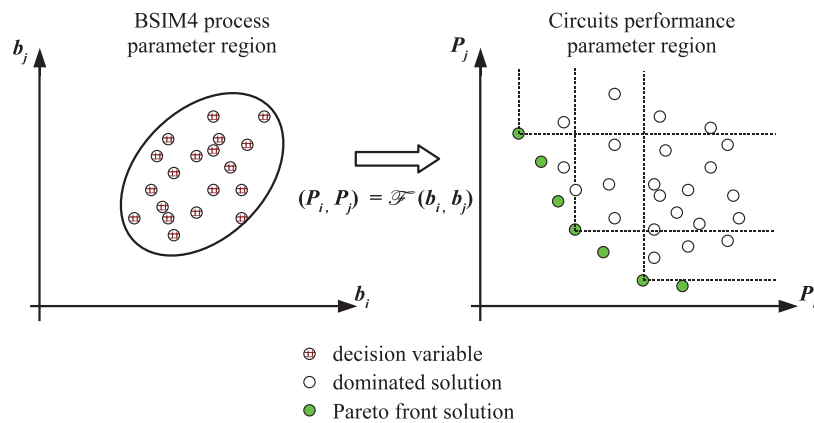 BSIM4 process
parameter region
Circuits performance
parameter region
b_j
P_j
(P_i, P_j) = ℱ (b_i, b_j)
b_i
P
decision variable
dominated solution
Pareto front solution